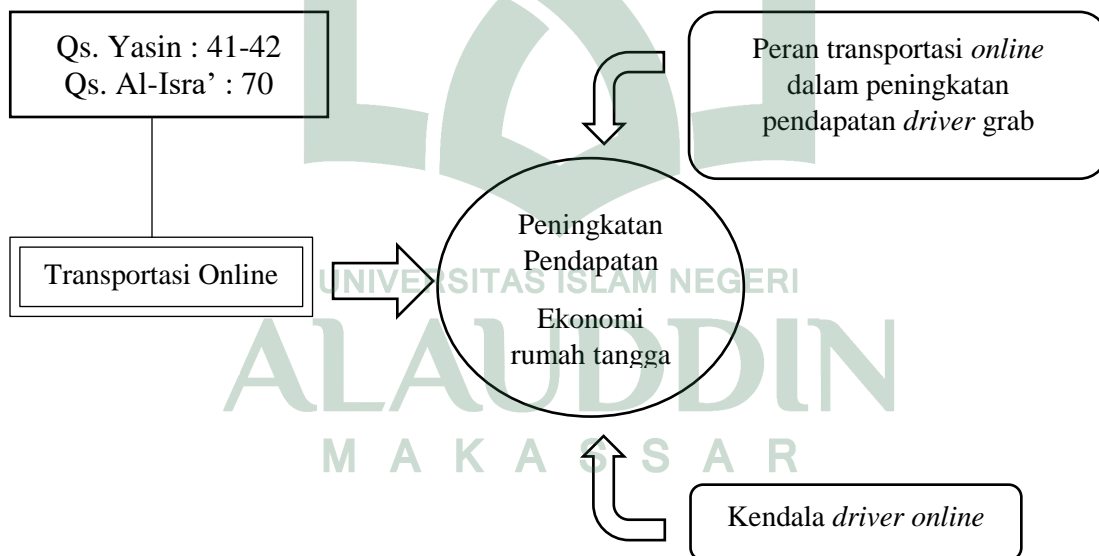 Qs. Yasin : 41-42
Qs. Al-Isra’ : 70
Peran transportasi online
dalam peningkatan
pendapatan driver grab
Transportasi Online
Peningkatan
Pendapatan
Ekonomi
rumah tangga
Kendala driver online
UNIVERSITAS ISLAM NEGERI
ALAUDDIN
MAKASSAR